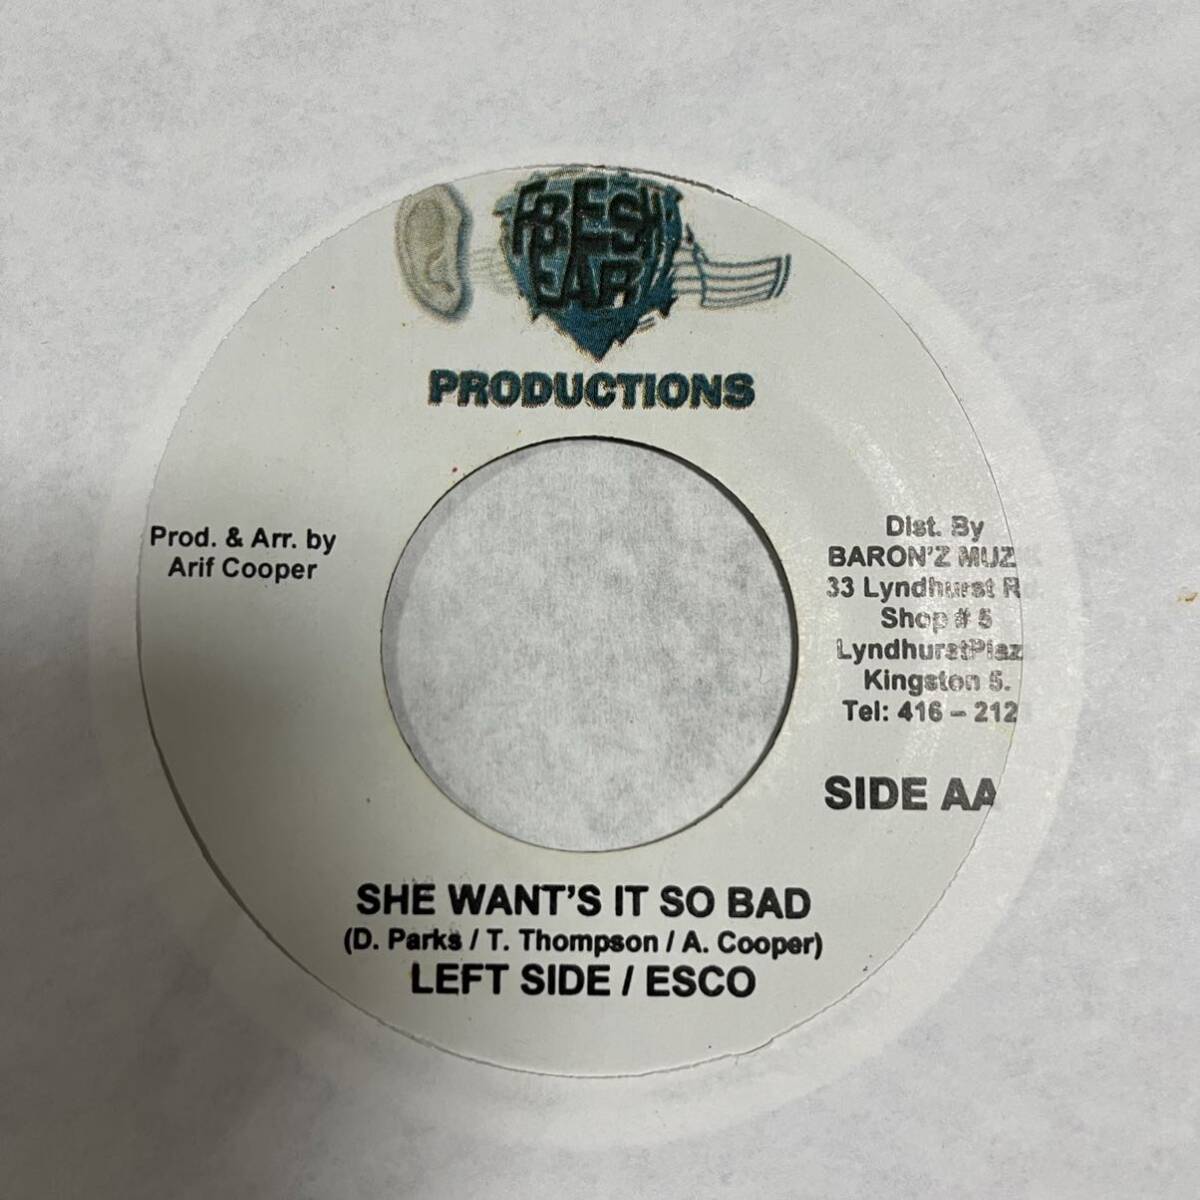 FRESH
EAR
PRODUCTIONS
Prod. & Arr. by
Arif Cooper
Dist. By
BARON'Z MUZ
33 Lyndhurst R
Shop # 5
LyndhurstPlaz
Kingston 5.
Tel: 416 – 212
SIDE AA
SHE WANT'S IT SO BAD
(D. Parks / T. Thompson / A. Cooper)
LEFT SIDE / ESCO